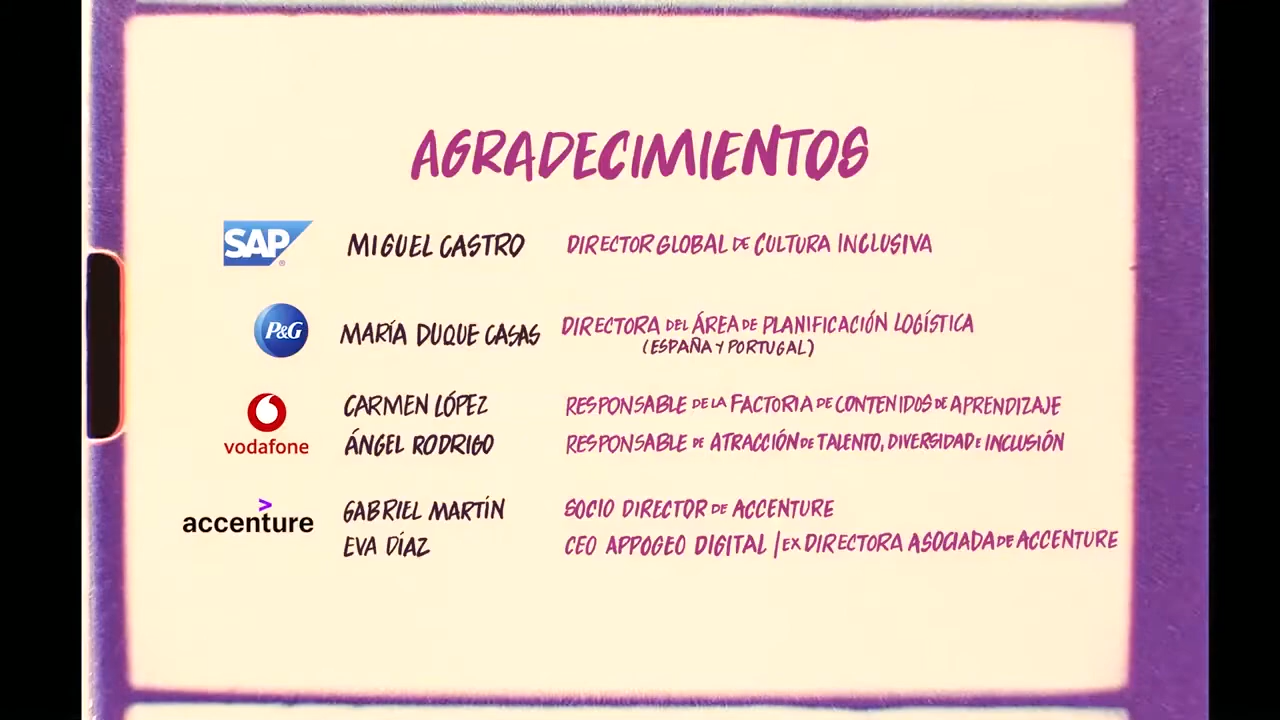 AGRADECIMIENTOS
SAP® MIGUEL CASTRO DIRECTOR GLOBAL DE CULTURA INCLUSIVA
P&G MARÍA DUQUE CASAS DIRECTORA DEL ÁREA DE PLANIFICACIÓN LOGÍSTICA
(ESPAÑA Y PORTUGAL)
CARMEN LÓPEZ RESPONSABLE DE LA FACTORIA DE CONTENIDOS DE APRENDIZAJE
vodafone ÁNGEL RODRIGO RESPONSABLE DE ATRACCIÓN DE TALENTO, DIVERSIDAD E INCLUSIÓN
accenture GABRIEL MARTÍN SOCIO DIRECTOR DE ACCENTURE
EVA DÍAZ CEO APPOGEO DIGITAL | EX DIRECTORA ASOCIADA DE ACCENTURE